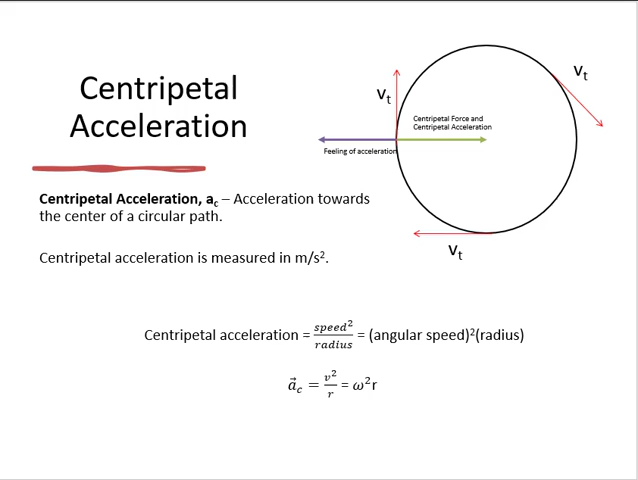 Centripetal
Acceleration
Centripetal Acceleration, a꜀ – Acceleration towards
the center of a circular path.
Centripetal acceleration is measured in m/s².
Centripetal acceleration = speed²/radius = (angular speed)²(radius)
a⃗꜀ = v²/r = ω²r
vₜ
vₜ
Centripetal Force and
Centripetal Acceleration
Feeling of acceleration
vₜ